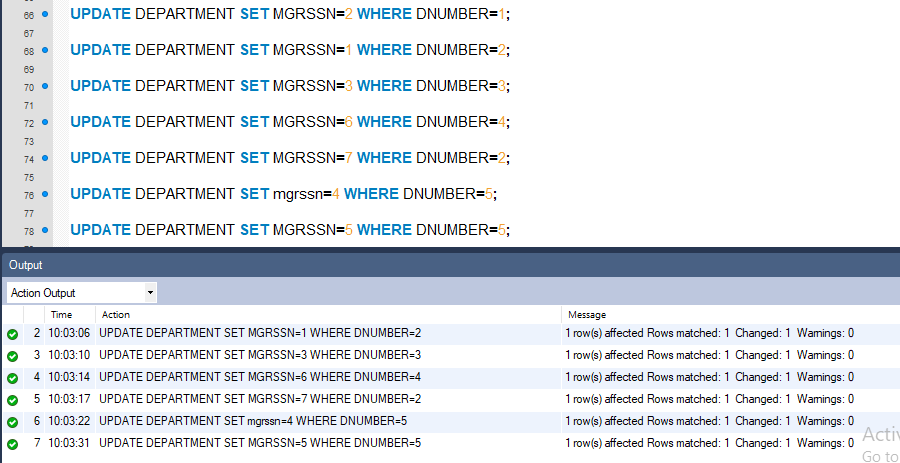 66 UPDATE DEPARTMENT SET MGRSSN=2 WHERE DNUMBER=1;
67
68 UPDATE DEPARTMENT SET MGRSSN=1 WHERE DNUMBER=2;
69
70 UPDATE DEPARTMENT SET MGRSSN=3 WHERE DNUMBER=3;
71
72 UPDATE DEPARTMENT SET MGRSSN=6 WHERE DNUMBER=4;
73
74 UPDATE DEPARTMENT SET MGRSSN=7 WHERE DNUMBER=2;
75
76 UPDATE DEPARTMENT SET mgrssn=4 WHERE DNUMBER=5;
77
78 UPDATE DEPARTMENT SET MGRSSN=5 WHERE DNUMBER=5;
Output
Action Output
Time Action Message
2 10:03:06 UPDATE DEPARTMENT SET MGRSSN=1 WHERE DNUMBER=2 1 row(s) affected Rows matched: 1 Changed: 1 Warnings: 0
3 10:03:10 UPDATE DEPARTMENT SET MGRSSN=3 WHERE DNUMBER=3 1 row(s) affected Rows matched: 1 Changed: 1 Warnings: 0
4 10:03:14 UPDATE DEPARTMENT SET MGRSSN=6 WHERE DNUMBER=4 1 row(s) affected Rows matched: 1 Changed: 1 Warnings: 0
5 10:03:17 UPDATE DEPARTMENT SET MGRSSN=7 WHERE DNUMBER=2 1 row(s) affected Rows matched: 1 Changed: 1 Warnings: 0
6 10:03:22 UPDATE DEPARTMENT SET mgrssn=4 WHERE DNUMBER=5 1 row(s) affected Rows matched: 1 Changed: 1 Warnings: 0
7 10:03:31 UPDATE DEPARTMENT SET MGRSSN=5 WHERE DNUMBER=5 1 row(s) affected Rows matched: 1 Changed: 1 Warnings: 0
Go to